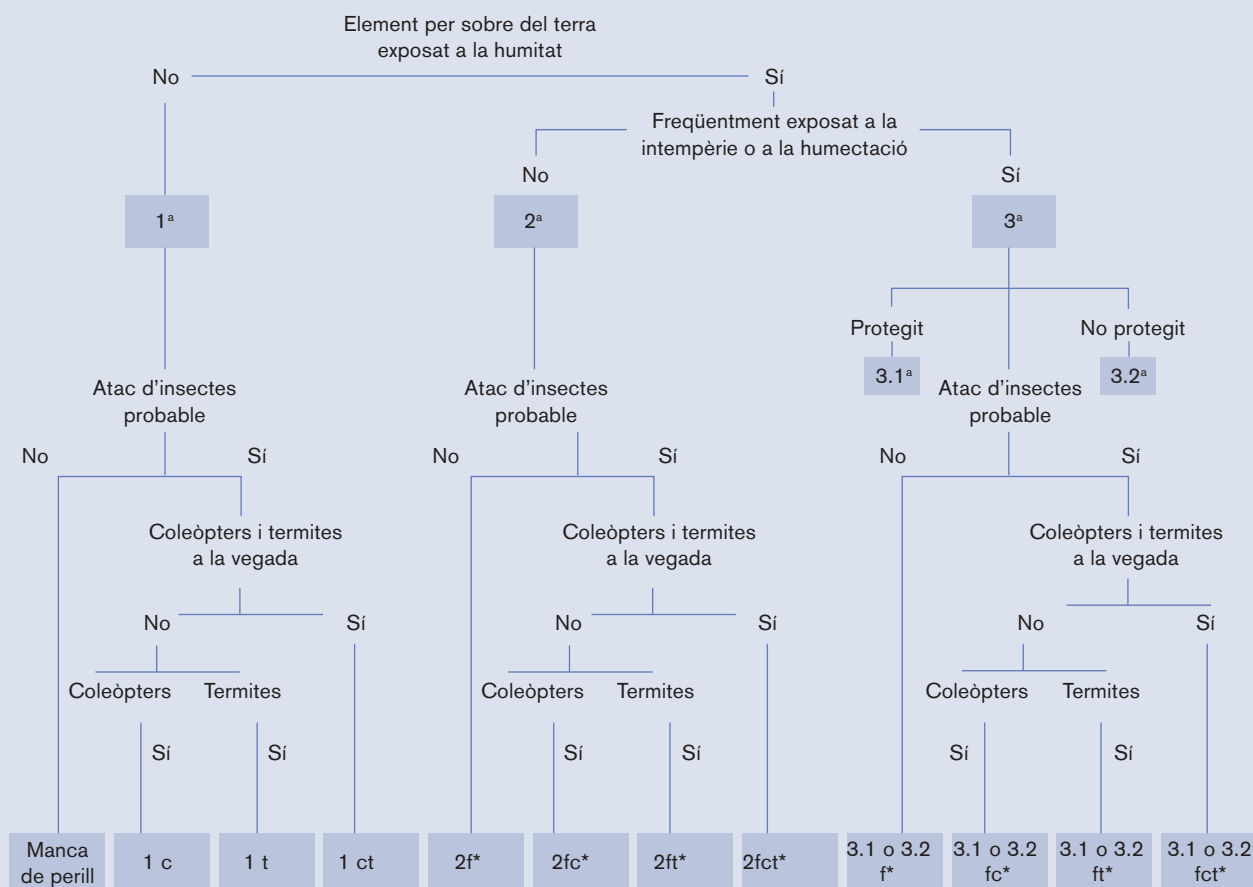 Element per sobre del terra
exposat a la humitat
No
Sí
Freqüentment exposat a la
intempèrie o a la humectació
No
Sí
1ª
2ª
3ª
Protegit
No protegit
3.1ª
3.2ª
Atac d’insectes
probable
Atac d’insectes
probable
Atac d’insectes
probable
No
Sí
No
Sí
No
Sí
Coleòpters i termites
a la vegada
Coleòpters i termites
a la vegada
Coleòpters i termites
a la vegada
No
Sí
No
Sí
No
Sí
Coleòpters
Termites
Coleòpters
Termites
Coleòpters
Termites
Sí
Sí
Sí
Sí
Sí
Sí
Manca
de perill
1 c
1 t
1 ct
2f*
2fc*
2ft*
2fct*
3.1 o 3.2
f*
3.1 o 3.2
fc*
3.1 o 3.2
ft*
3.1 o 3.2
fct*